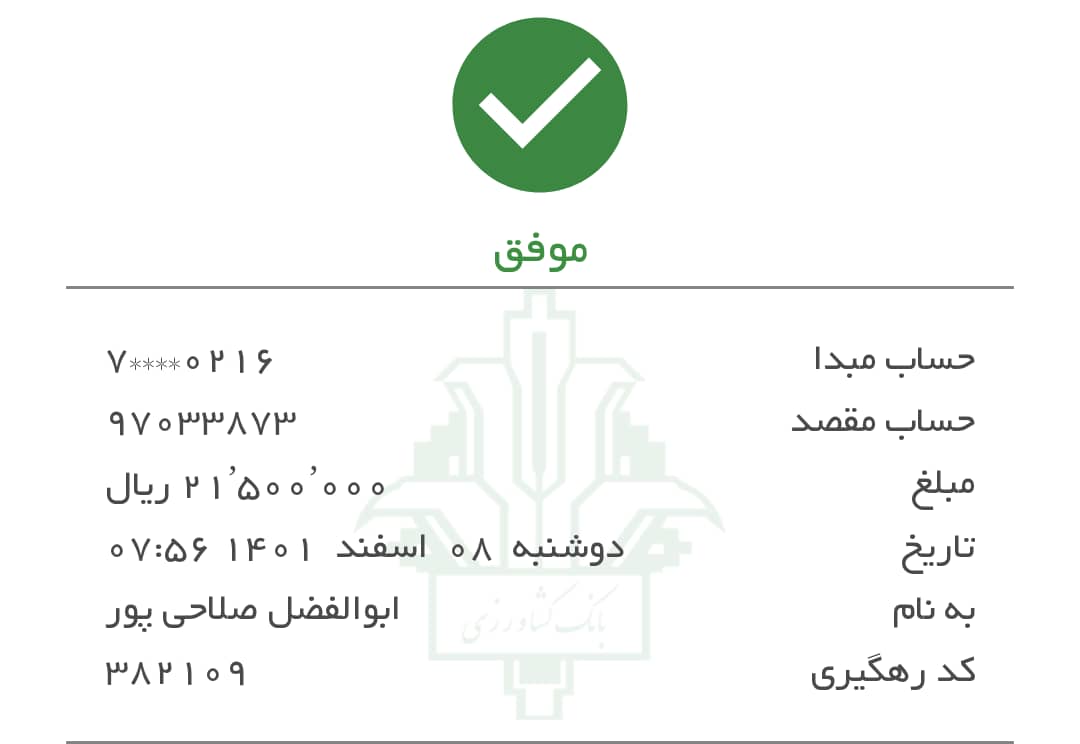 موفق
حساب مبدا ۷****۰۲۱۶
حساب مقصد ۹۷۰۳۳۸۷۳
مبلغ ۲۱٬۵۰۰٬۰۰۰ ریال
تاریخ دوشنبه ۰۸ اسفند ۱۴۰۱ ۰۷:۵۶
به نام ابوالفضل صلاحی پور
بانک کشاورزی
کد رهگیری ۳۸۲۱۰۹